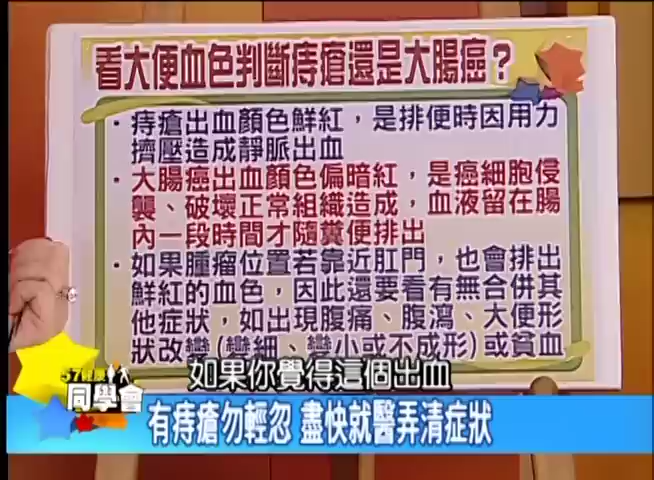 看大便血色判斷痔瘡還是大腸癌？
·痔瘡出血顏色鮮紅，是排便時因用力
擠壓造成靜脈出血
·大腸癌出血顏色偏暗紅，是癌細胞侵
襲、破壞正常組織造成，血液留在腸
內一段時間才隨糞便排出
·如果腫瘤位置若靠近肛門，也會排出
鮮紅的血色，因此還要看有無合併其
他症狀，如出現腹痛、腹瀉、大便形
狀改變(變細、變小或不成形)或貧血
如果你覺得這個出血
57健康
同學會
有痔瘡勿輕忽 盡快就醫弄清症狀